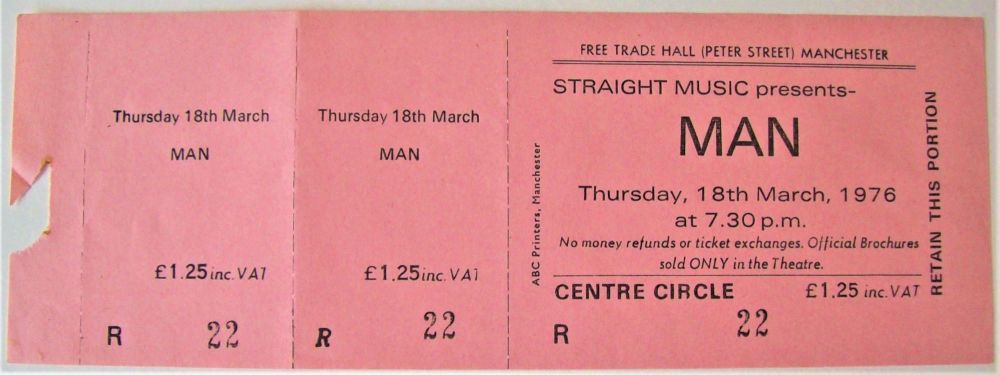 Thursday 18th March
MAN
£1.25 inc. VAT
R 22
Thursday 18th March
MAN
£1.25 inc. VAT
R 22
ABC Printers, Manchester
FREE TRADE HALL (PETER STREET) MANCHESTER
STRAIGHT MUSIC presents-
MAN
Thursday, 18th March, 1976
at 7.30 p.m.
No money refunds or ticket exchanges. Official Brochures
sold ONLY in the Theatre.
CENTRE CIRCLE £1.25 inc. VAT
R 22
RETAIN THIS PORTION